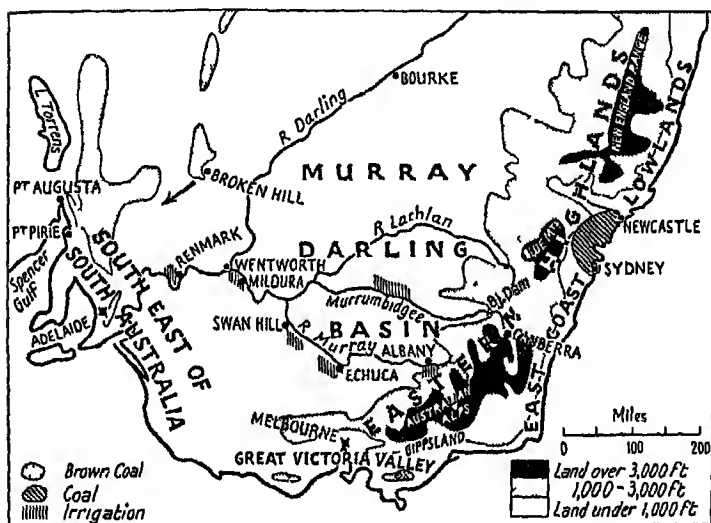 BOURKE
L. Torrens
R. Darling
NEW ENGLAND RANGE
MURRAY
PT AUGUSTA
BROKEN HILL
PT PIRIE
R. Lachlan
HIGHLANDS
LOWLANDS
NEWCASTLE
SYDNEY
RENMARK
DARLING
Spencer Gulf
WENTWORTH
MILDURA
Murrumbidgee
Bj. Dam
SOUTH EAST OF
SOUTH AUSTRALIA
ADELAIDE
SWAN HILL
R. Murray
BASIN
ALBANY
CANBERRA
EAST COAST
ECHUCA
EASTERN
AUSTRALIAN ALPS
MELBOURNE
GIPPSLAND
GREAT VICTORIA VALLEY
Miles
0 100 200
Brown Coal
Coal
Irrigation
Land over 3,000 Ft
1,000 - 3,000 Ft
Land under 1,000 Ft